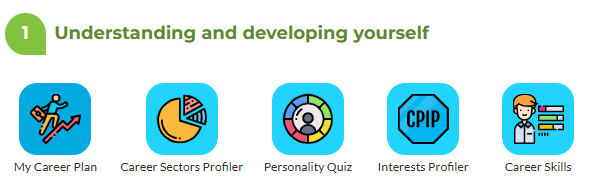 1 Understanding and developing yourself
CPIP
My Career Plan Career Sectors Profiler Personality Quiz Interests Profiler Career Skills